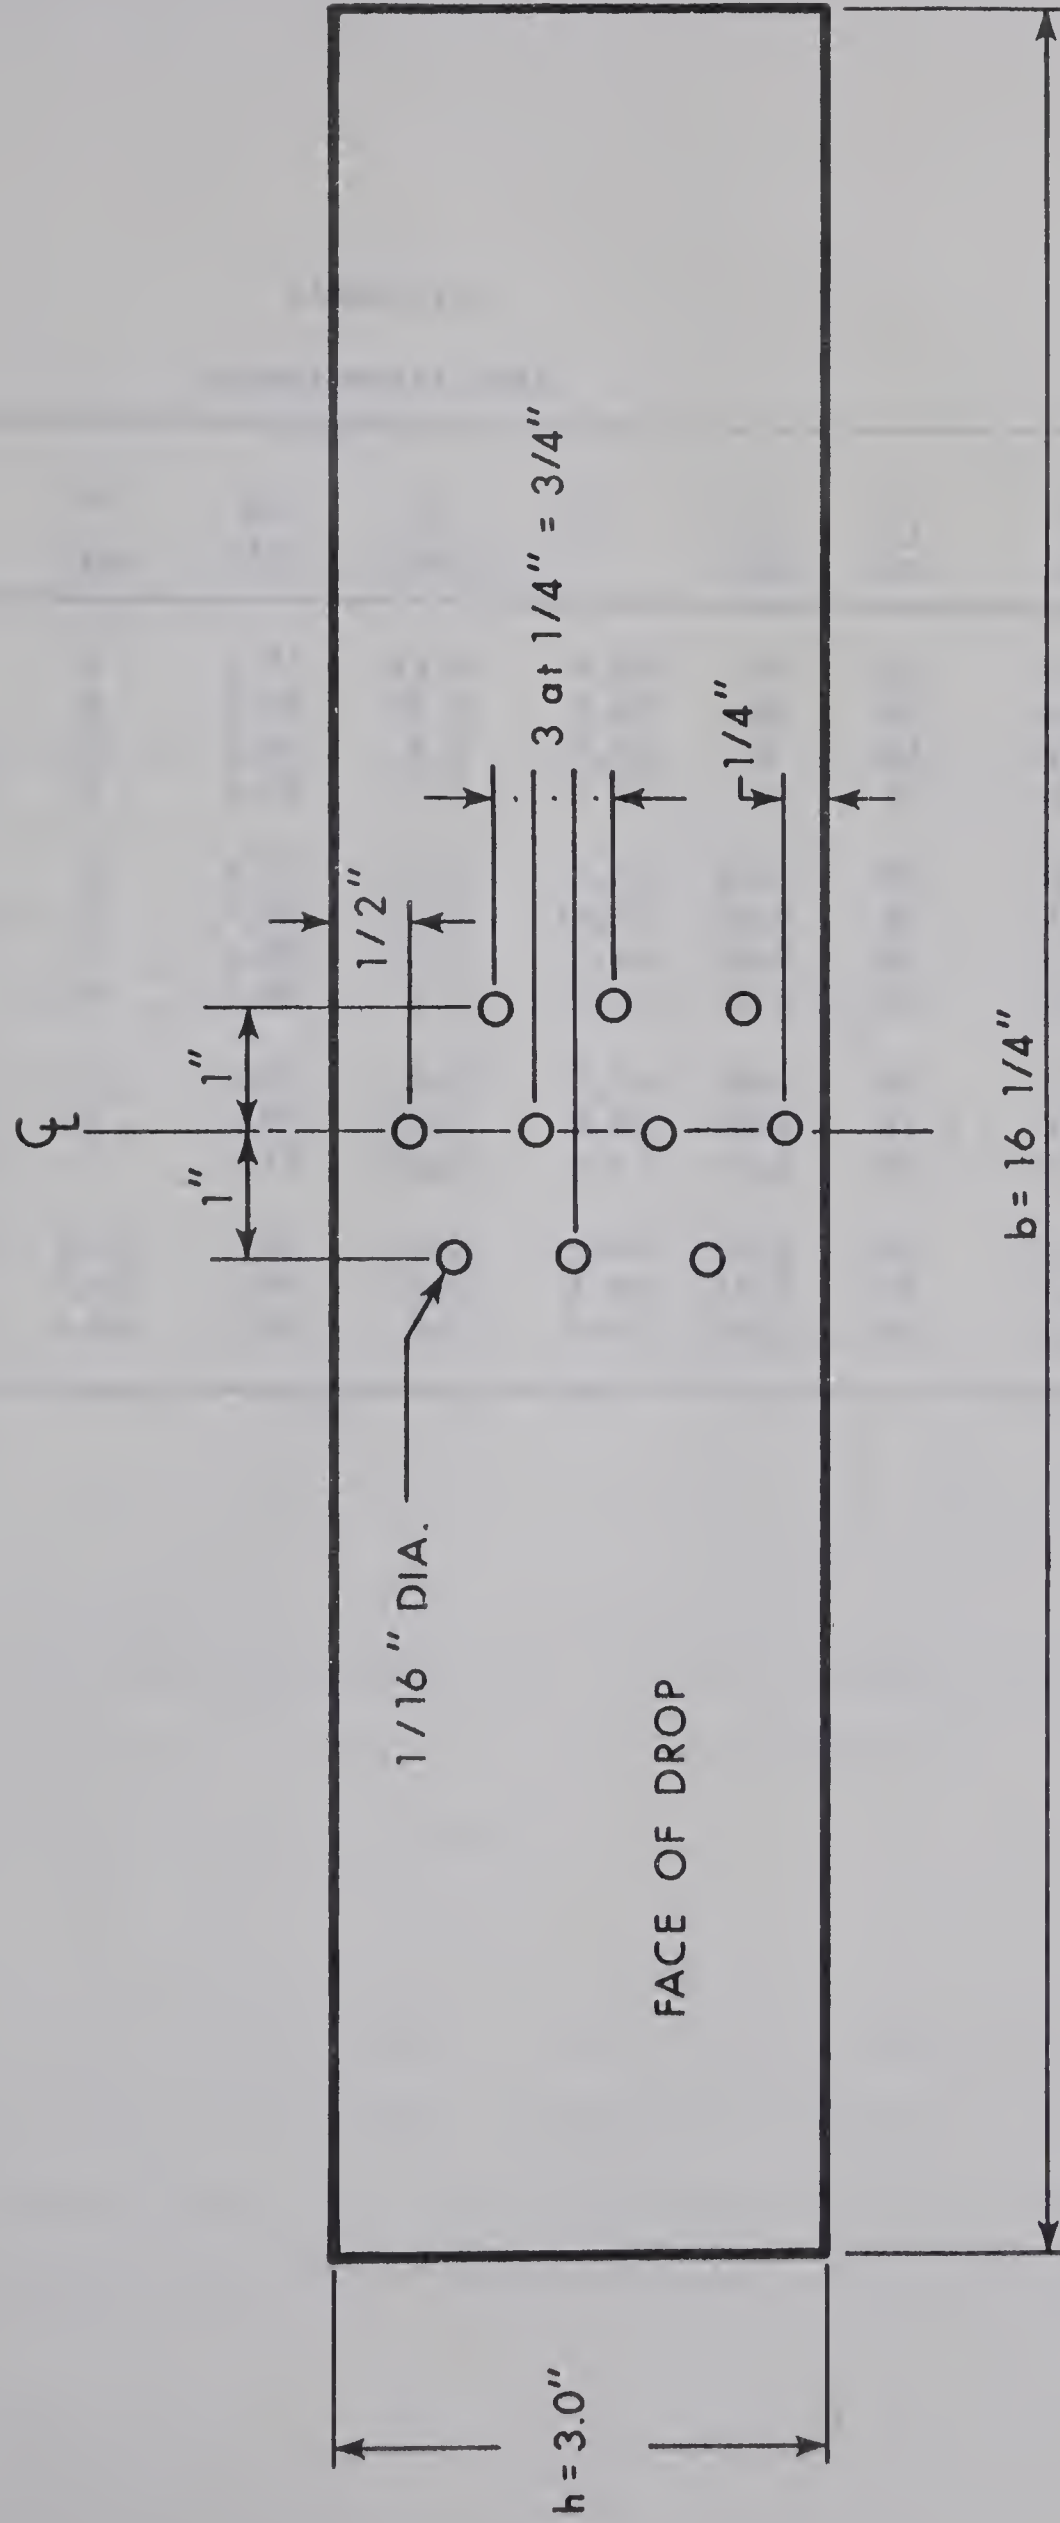 ℄
1"
1"
1/2"
3 at 1/4" = 3/4"
1/4"
1/16" DIA.
FACE OF DROP
h = 3.0"
b = 16 1/4"